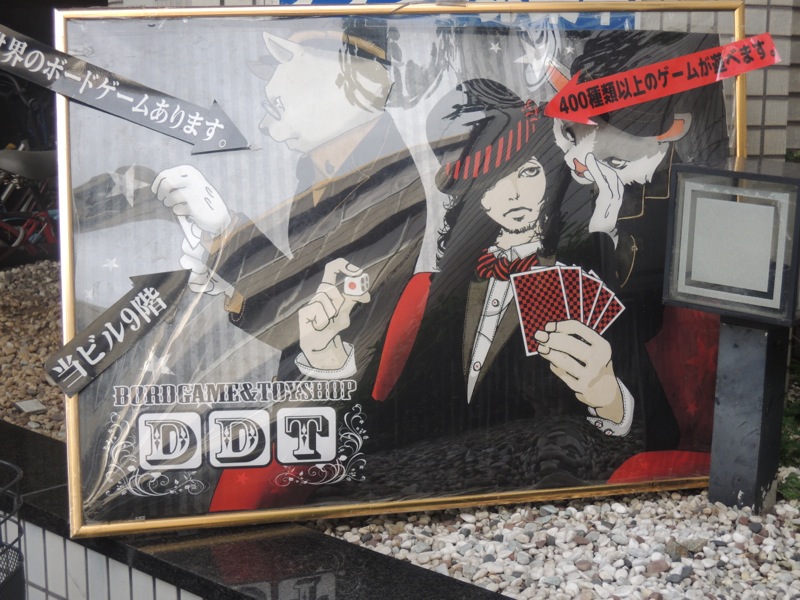 世界のボードゲームあります。
400種類以上のゲームが遊べます。
当ビル9階
BORDGAME&TOYSHOP
DDT